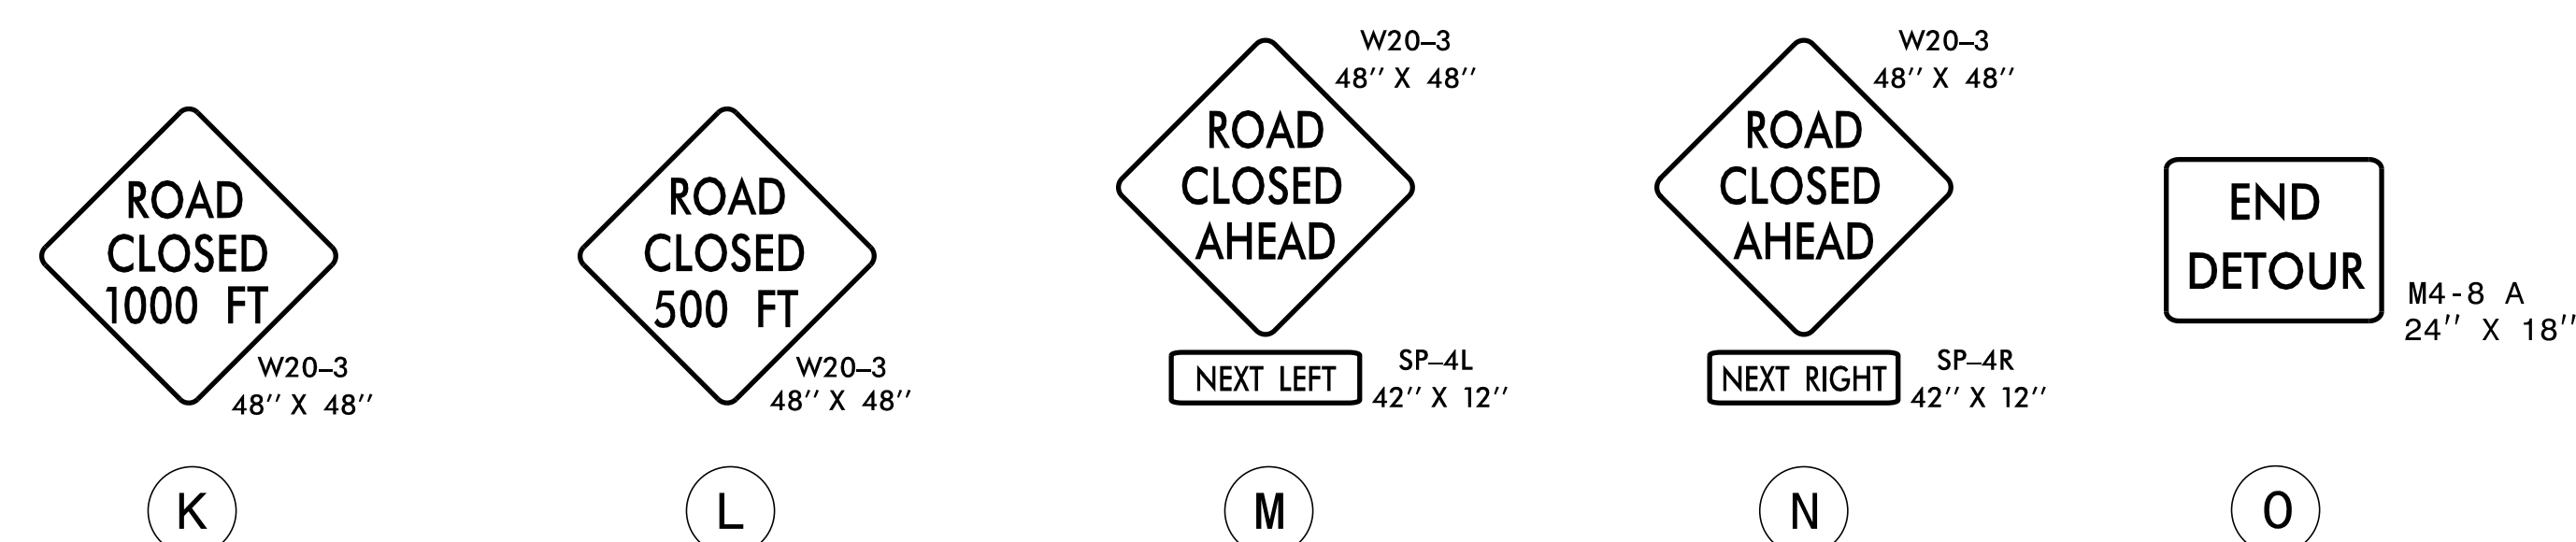 ROAD
CLOSED
1000 FT
W20–3
48'' X 48''
K
ROAD
CLOSED
500 FT
W20–3
48'' X 48''
L
W20–3
48'' X 48''
ROAD
CLOSED
AHEAD
NEXT LEFT
SP–4L
42'' X 12''
M
W20–3
48'' X 48''
ROAD
CLOSED
AHEAD
NEXT RIGHT
SP–4R
42'' X 12''
N
END
DETOUR
M4-8 A
24'' X 18''
O